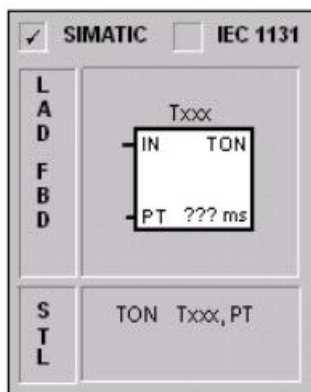 ✓ SIMATIC IEC 1131
LAD
FBD
Txxx
IN TON
PT ??? ms
STL
TON Txxx, PT